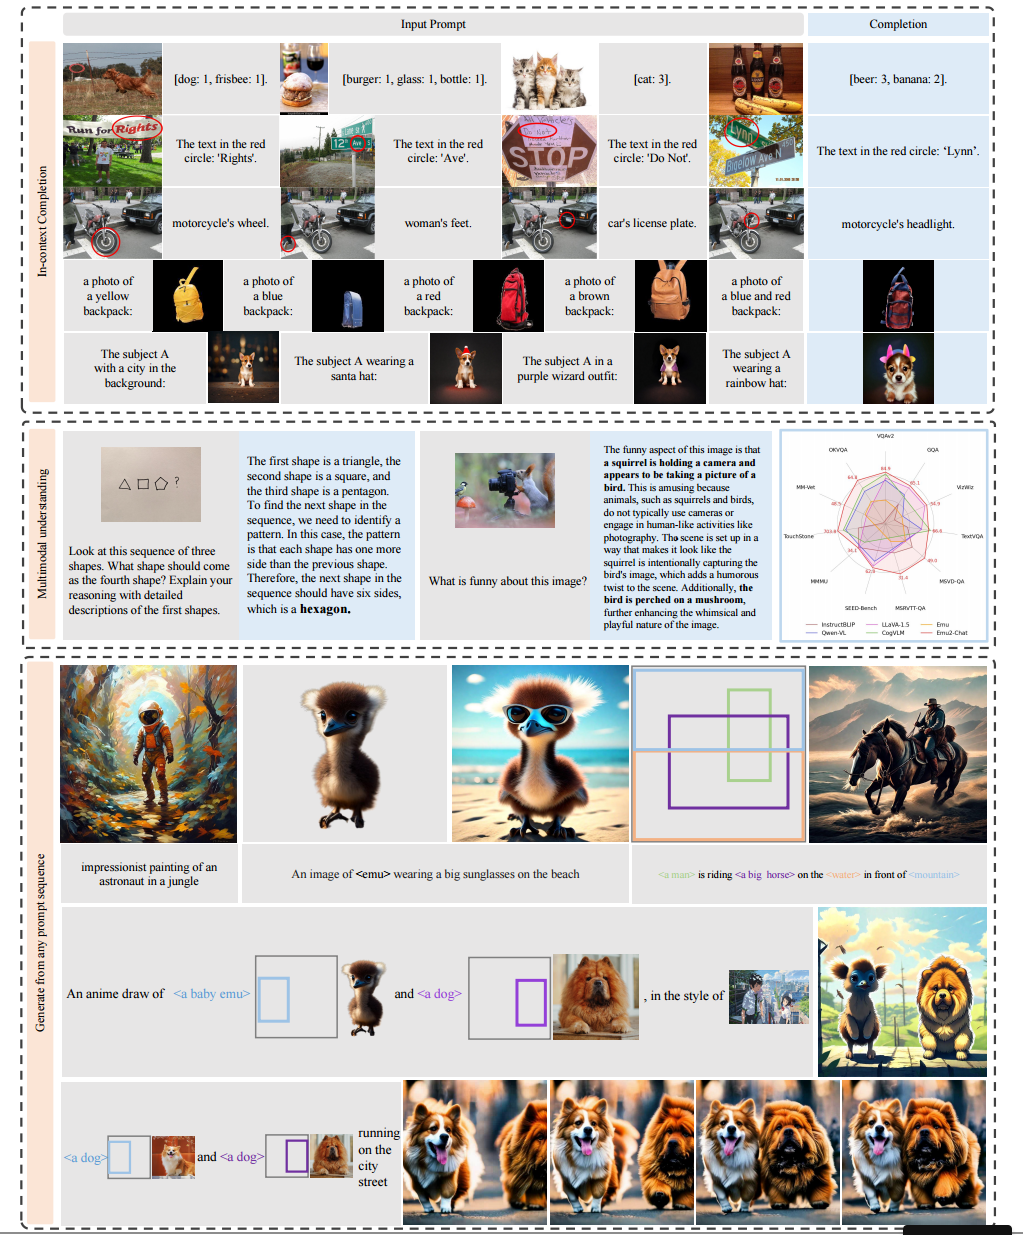 Input Prompt
Completion
In-context Completion
[dog: 1, frisbee: 1].
[burger: 1, glass: 1, bottle: 1].
[cat: 3].
[beer: 3, banana: 2].
Run for Rights
The text in the red
circle: 'Rights'.
12th Ave S
The text in the red
circle: 'Ave'.
Do Not
STOP
The text in the red
circle: 'Do Not'.
Lynn
Bigelow Ave N
The text in the red circle: ‘Lynn’.
motorcycle's wheel.
woman's feet.
car's license plate.
motorcycle's headlight.
a photo of
a yellow
backpack:
a photo of
a blue
backpack:
a photo of
a red
backpack:
a photo of
a brown
backpack:
a photo of
a blue and red
backpack:
The subject A
with a city in the
background:
The subject A wearing a
santa hat:
The subject A in a
purple wizard outfit:
The subject A
wearing a
rainbow hat:
Multimodal understanding
?
Look at this sequence of three
shapes. What shape should come
as the fourth shape? Explain your
reasoning with detailed
descriptions of the first shapes.
The first shape is a triangle, the
second shape is a square, and
the third shape is a pentagon.
To find the next shape in the
sequence, we need to identify a
pattern. In this case, the pattern
is that each shape has one more
side than the previous shape.
Therefore, the next shape in the
sequence should have six sides,
which is a hexagon.
What is funny about this image?
The funny aspect of this image is that
a squirrel is holding a camera and
appears to be taking a picture of a
bird. This is amusing because
animals, such as squirrels and birds,
do not typically use cameras or
engage in human-like activities like
photography. The scene is set up in a
way that makes it look like the
squirrel is intentionally capturing the
bird's image, which adds a humorous
twist to the scene. Additionally, the
bird is perched on a mushroom,
further enhancing the whimsical and
playful nature of the image.
VQAv2
OKVQA
GQA
MM-Vet
VizWiz
TouchStone
TextVQA
MMMU
MSVD-QA
SEED-Bench
MSRVTT-QA
InstructBLIP
LLaVA-1.5
Emu
Qwen-VL
CogVLM
Emu2-Chat
Generate from any prompt sequence
impressionist painting of an
astronaut in a jungle
An image of <emu> wearing a big sunglasses on the beach
<a man> is riding <a big horse> on the <water> in front of <mountain>
An anime draw of <a baby emu> and <a dog> , in the style of
<a dog> and <a dog> running
on the
city
street